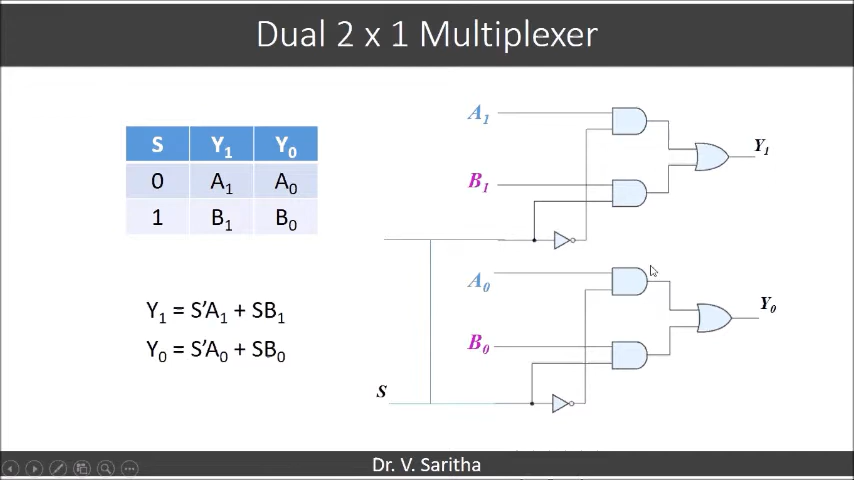 Dual 2 x 1 Multiplexer
S Y₁ Y₀
0 A₁ A₀
1 B₁ B₀
Y₁ = S’A₁ + SB₁
Y₀ = S’A₀ + SB₀
A₁
Y₁
B₁
A₀
Y₀
B₀
S
Dr. V. Saritha